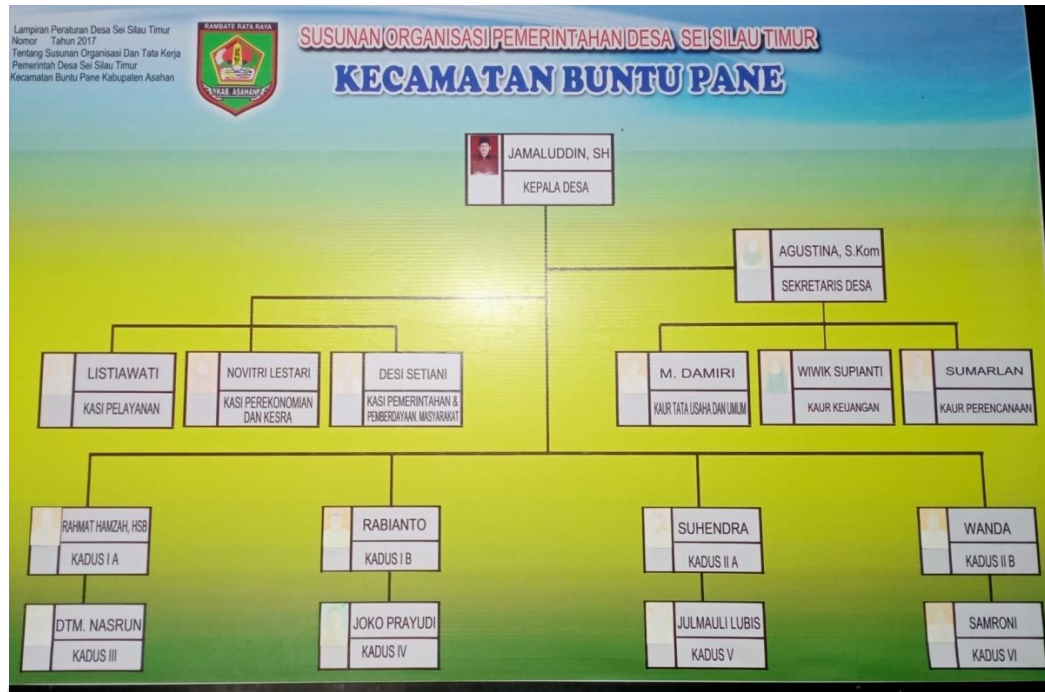 Lampiran Peraturan Desa Sei Silau Timur
Nomor Tahun 2017
Tentang Susunan Organisasi Dan Tata Kerja
Pemerintah Desa Sei Silau Timur
Kecamatan Buntu Pane Kabupaten Asahan
RAMBATE RATA RAYA
KAB. ASAHAN
SUSUNAN ORGANISASI PEMERINTAHAN DESA SEI SILAU TIMUR
KECAMATAN BUNTU PANE
JAMALUDDIN, SH
KEPALA DESA
AGUSTINA, S.Kom
SEKRETARIS DESA
LISTIAWATI
KASI PELAYANAN
NOVITRI LESTARI
KASI PEREKONOMIAN
DAN KESRA
DESI SETIANI
KASI PEMERINTAHAN &
PEMBERDAYAAN. MASYARAKAT
M. DAMIRI
KAUR TATA USAHA DAN UMUM
WIWIK SUPIANTI
KAUR KEUANGAN
SUMARLAN
KAUR PERENCANAAN
RAHMAT HAMZAH, HSB
KADUS I A
RABIANTO
KADUS I B
SUHENDRA
KADUS II A
WANDA
KADUS II B
DTM. NASRUN
KADUS III
JOKO PRAYUDI
KADUS IV
JULMAULI LUBIS
KADUS V
SAMRONI
KADUS VI